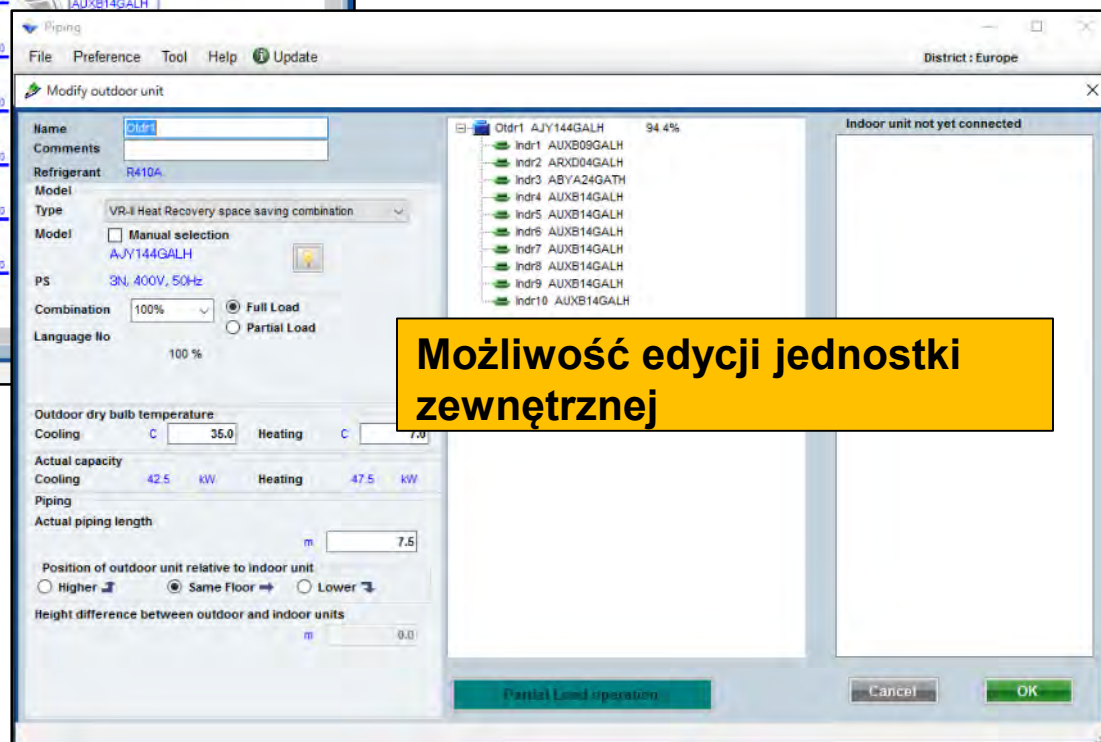 AUXB14GALH
Piping
File Preference Tool Help Update District : Europe
Modify outdoor unit
Name Otdr1
Comments
Refrigerant R410A
Model
Type VR-II Heat Recovery space saving combination
Model Manual selection
AJY144GALH
PS 3N, 400V, 50Hz
Combination 100% Full Load
Partial Load
Language No
100 %
Outdoor dry bulb temperature
Cooling C 35.0 Heating C 7.0
Actual capacity
Cooling 42.5 kW Heating 47.5 kW
Piping
Actual piping length
m 7.5
Position of outdoor unit relative to indoor unit
Higher Same Floor Lower
Height difference between outdoor and indoor units
m 0.0
Otdr1 AJY144GALH 94.4%
Indr1 AUXB09GALH
Indr2 ARXD04GALH
Indr3 ABYA24GATH
Indr4 AUXB14GALH
Indr5 AUXB14GALH
Indr6 AUXB14GALH
Indr7 AUXB14GALH
Indr8 AUXB14GALH
Indr9 AUXB14GALH
Indr10 AUXB14GALH
Możliwość edycji jednostki
zewnętrznej
Partial Load operation
Indoor unit not yet connected
Cancel OK